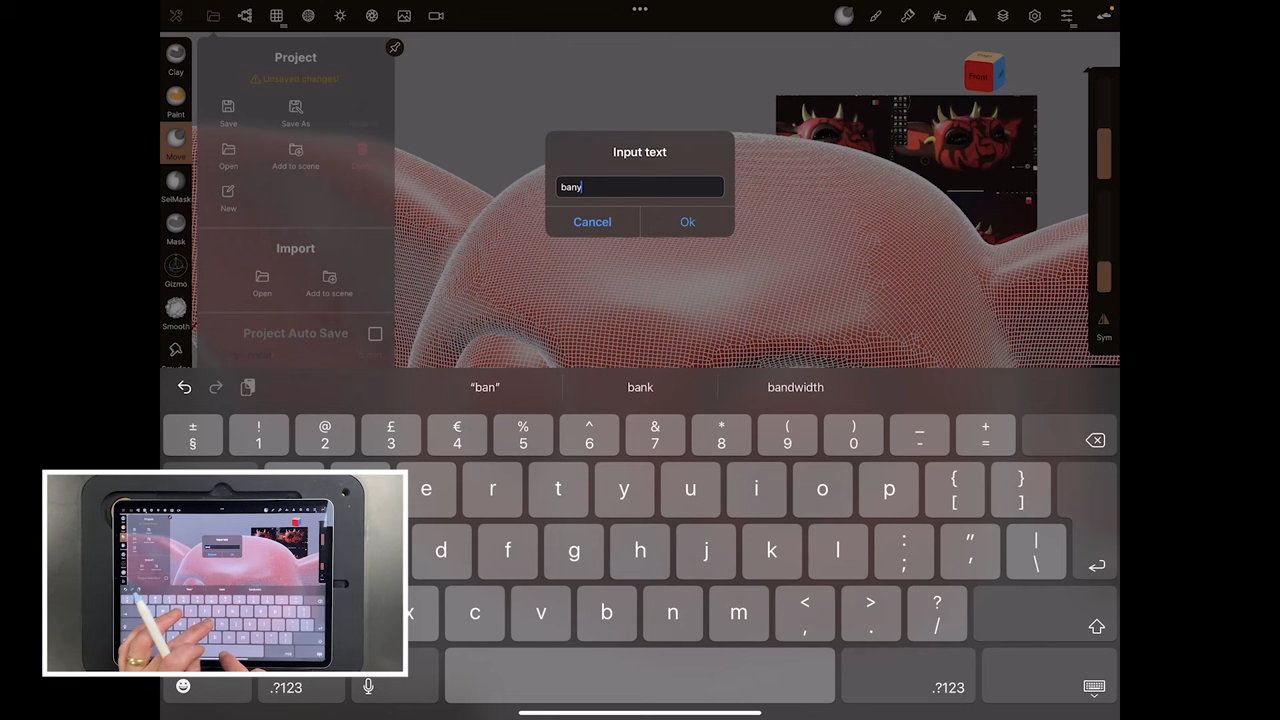 Project
Unsaved changes!
Save
Save As
Open
Add to scene
New
Import
Open
Add to scene
Project Auto Save
Clay
Paint
Move
SelMask
Mask
Gizmo
Smooth
Front
Sym
Input text
bany
Cancel
Ok
“ban”
bank
bandwidth
± ! @ £ € % ^ & * ( ) _ +
§ 1 2 3 4 5 6 7 8 9 0 - =
e r t y u i o p { [ } ]
d f g h j k l : ; " , | \
x c v b n m < , > . ? /
.?123
.?123